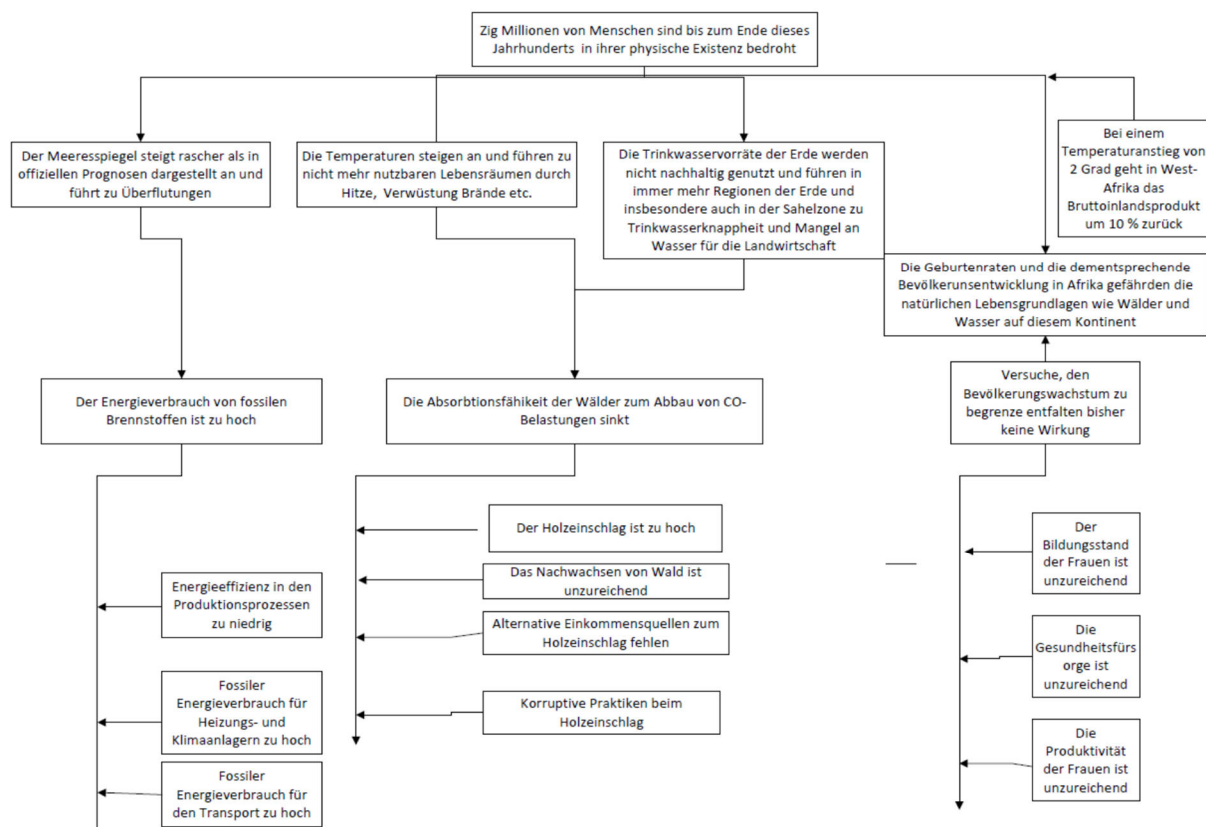 Zig Millionen von Menschen sind bis zum Ende dieses
Jahrhunderts in ihrer physische Existenz bedroht
Der Meeresspiegel steigt rascher als in
offiziellen Prognosen dargestellt an und
führt zu Überflutungen
Die Temperaturen steigen an und führen zu
nicht mehr nutzbaren Lebensräumen durch
Hitze, Verwüstung Brände etc.
Die Trinkwasservorräte der Erde werden
nicht nachhaltig genutzt und führen in
immer mehr Regionen der Erde und
insbesondere auch in der Sahelzone zu
Trinkwasserknappheit und Mangel an
Wasser für die Landwirtschaft
Bei einem
Temperaturanstieg von
2 Grad geht in West-
Afrika das
Bruttoinlandsprodukt
um 10 % zurück
Die Geburtenraten und die dementsprechende
Bevölkerunsentwicklung in Afrika gefährden die
natürlichen Lebensgrundlagen wie Wälder und
Wasser auf diesem Kontinent
Der Energieverbrauch von fossilen
Brennstoffen ist zu hoch
Die Absorbtionsfähikeit der Wälder zum Abbau von CO-
Belastungen sinkt
Versuche, den
Bevölkerungswachstum zu
begrenze entfalten bisher
keine Wirkung
Energieeffizienz in den
Produktionsprozessen
zu niedrig
Fossiler
Energieverbrauch für
Heizungs- und
Klimaanlagern zu hoch
Fossiler
Energieverbrauch für
den Transport zu hoch
Der Holzeinschlag ist zu hoch
Das Nachwachsen von Wald ist
unzureichend
Alternative Einkommensquellen zum
Holzeinschlag fehlen
Korruptive Praktiken beim
Holzeinschlag
Der
Bildungsstand
der Frauen ist
unzureichend
Die
Gesundheitsfürs
orge ist
unzureichend
Die
Produktivität
der Frauen ist
unzureichend